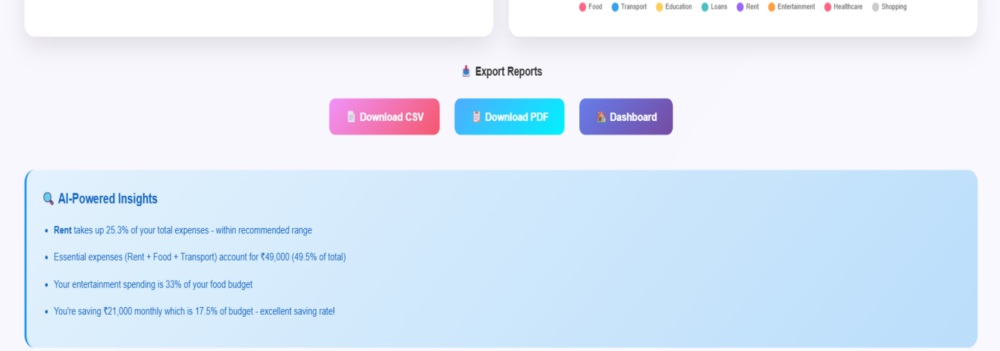 Food Transport Education Loans Rent Entertainment Healthcare Shopping
Export Reports
Download CSV Download PDF Dashboard
AI-Powered Insights
Rent takes up 25.3% of your total expenses - within recommended range
Essential expenses (Rent + Food + Transport) account for ₹49,000 (49.5% of total)
Your entertainment spending is 33% of your food budget
You're saving ₹21,000 monthly which is 17.5% of budget - excellent saving rate!